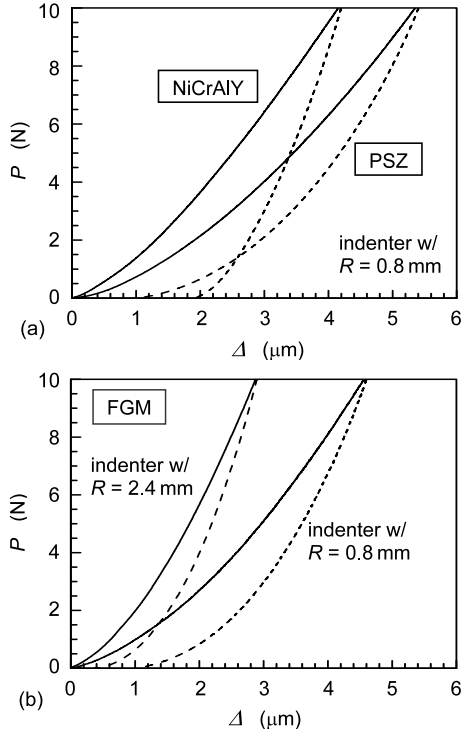 10
8
6
4
2
0
P (N)
NiCrAlY
PSZ
indenter w/
R = 0.8 mm
(a)
0 1 2 3 4 5 6
Δ (μm)
10
8
6
4
2
0
P (N)
FGM
indenter w/
R = 2.4 mm
indenter w/
R = 0.8 mm
(b)
0 1 2 3 4 5 6
Δ (μm)